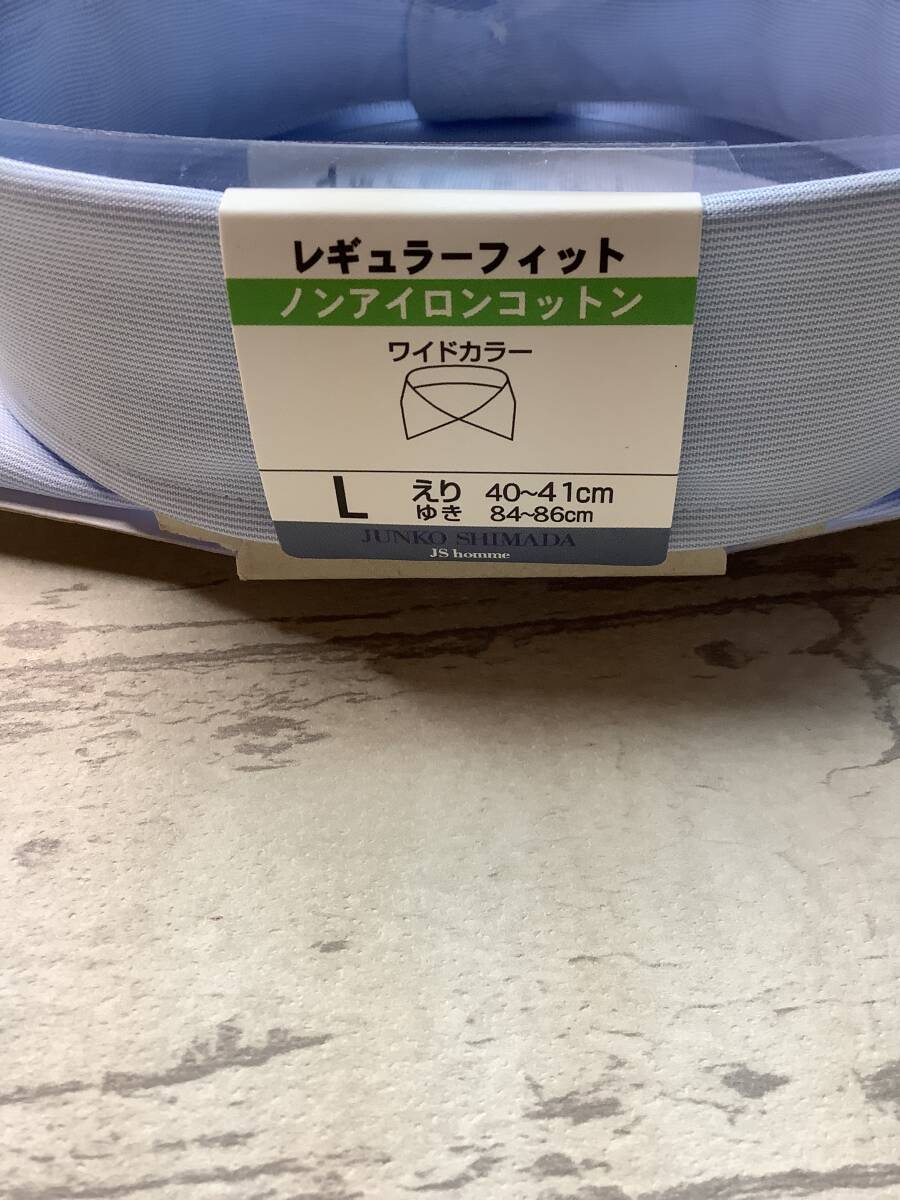 レギュラーフィット
ノンアイロンコットン
ワイドカラー
L えり 40~41cm
ゆき 84~86cm
JUNKO SHIMADA
JS homme